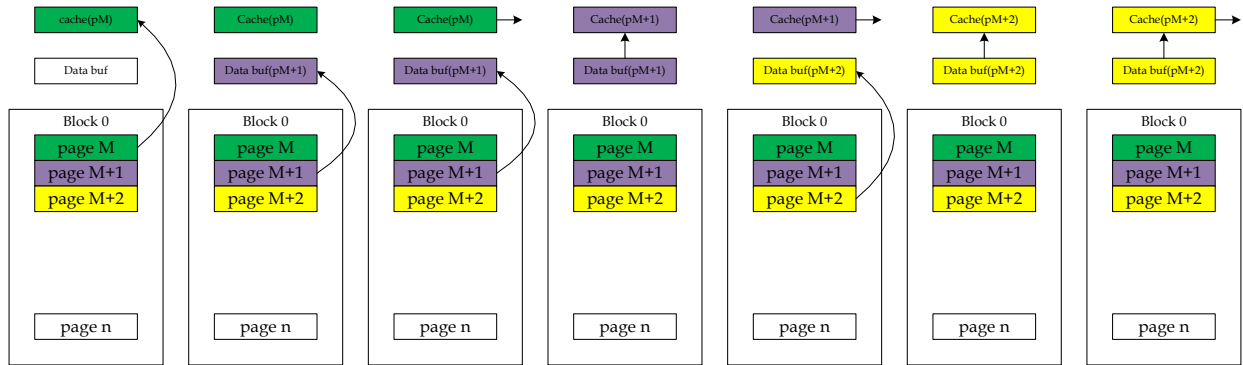 cache(pM)
Data buf
Block 0
page M
page M+1
page M+2
page n
Cache(pM)
Data buf(pM+1)
Block 0
page M
page M+1
page M+2
page n
Cache(pM)
Data buf(pM+1)
Block 0
page M
page M+1
page M+2
page n
Cache(pM+1)
Data buf(pM+1)
Block 0
page M
page M+1
page M+2
page n
Cache(pM+1)
Data buf(pM+2)
Block 0
page M
page M+1
page M+2
page n
Cache(pM+2)
Data buf(pM+2)
Block 0
page M
page M+1
page M+2
page n
Cache(pM+2)
Data buf(pM+2)
Block 0
page M
page M+1
page M+2
page n